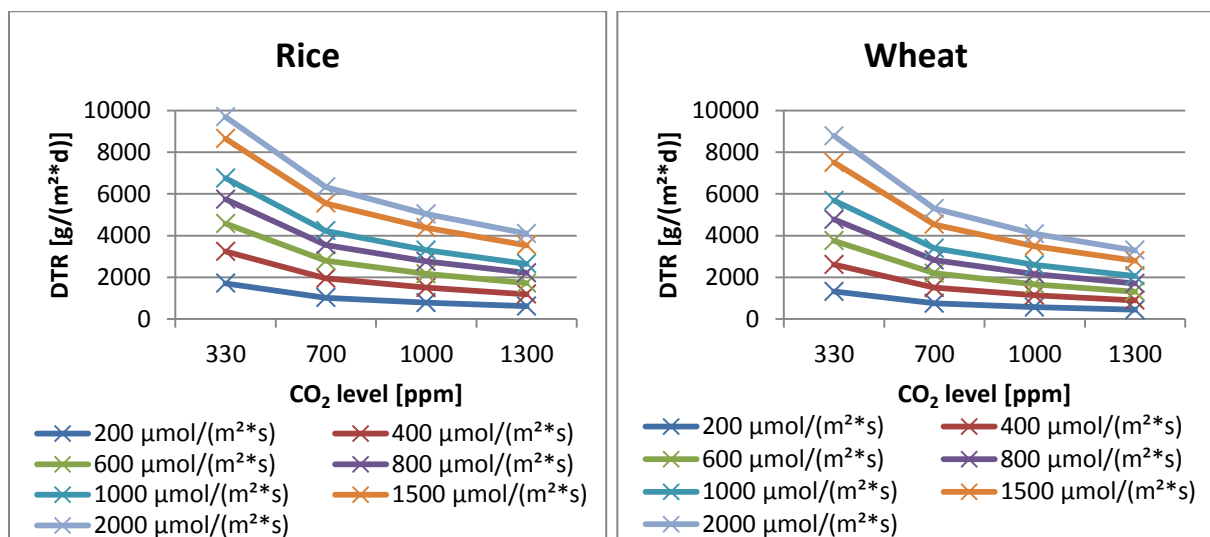 Rice
DTR [g/(m²*d)]
10000
8000
6000
4000
2000
0
330 700 1000 1300
CO₂ level [ppm]
200 µmol/(m²*s) 400 µmol/(m²*s)
600 µmol/(m²*s) 800 µmol/(m²*s)
1000 µmol/(m²*s) 1500 µmol/(m²*s)
2000 µmol/(m²*s)
Wheat
DTR [g/(m²*d)]
10000
8000
6000
4000
2000
0
330 700 1000 1300
CO₂ level [ppm]
200 µmol/(m²*s) 400 µmol/(m²*s)
600 µmol/(m²*s) 800 µmol/(m²*s)
1000 µmol/(m²*s) 1500 µmol/(m²*s)
2000 µmol/(m²*s)